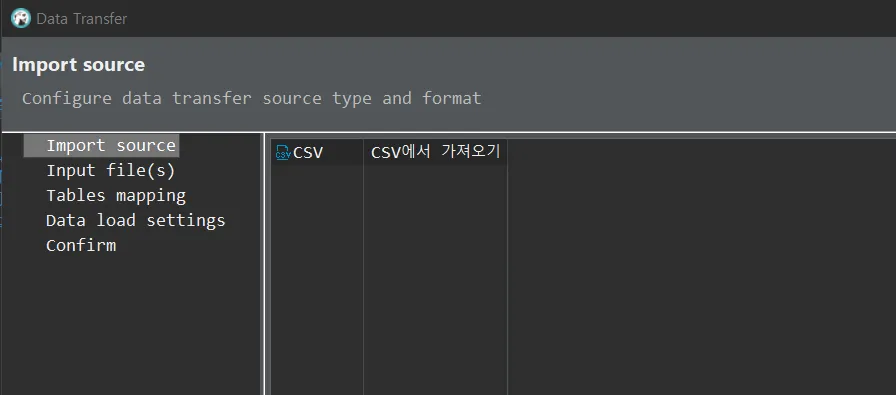 Data Transfer
Import source
Configure data transfer source type and format
Import source
Input file(s)
Tables mapping
Data load settings
Confirm
CSV CSV에서 가져오기